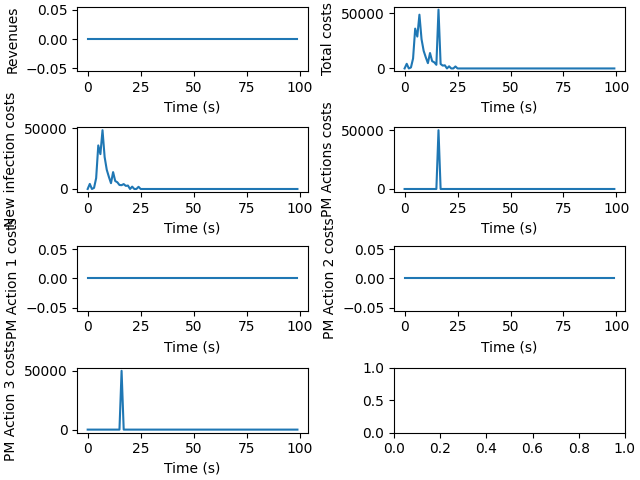 Revenues
0.05
0.00
−0.05
0 25 50 75 100
Time (s)
Total costs
50000
0
0 25 50 75 100
Time (s)
New infection costs
50000
0
0 25 50 75 100
Time (s)
PM Actions costs
50000
0
0 25 50 75 100
Time (s)
PM Action 1 costs
0.05
0.00
−0.05
0 25 50 75 100
Time (s)
PM Action 2 costs
0.05
0.00
−0.05
0 25 50 75 100
Time (s)
PM Action 3 costs
50000
0
0 25 50 75 100
Time (s)
1.0
0.5
0.0
0.0 0.2 0.4 0.6 0.8 1.0